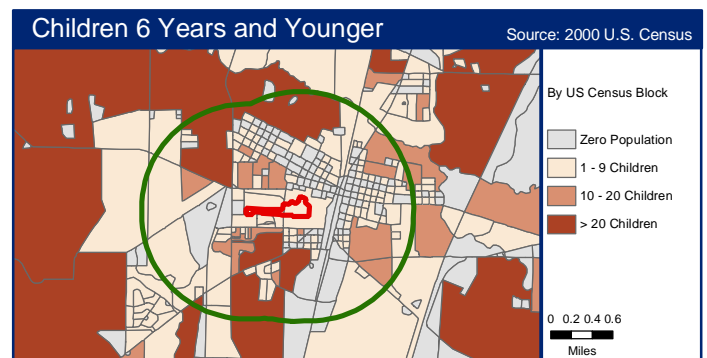 Children 6 Years and Younger
Source: 2000 U.S. Census
By US Census Block
Zero Population
1 - 9 Children
10 - 20 Children
> 20 Children
0 0.2 0.4 0.6
Miles